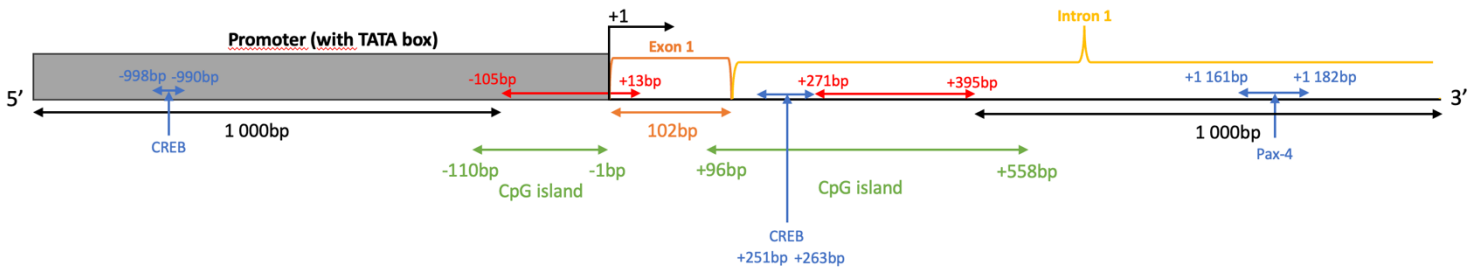 Intron 1
+1
Promoter (with TATA box)
Exon 1
-998bp -990bp
-105bp
+13bp
+271bp
+395bp
+1 161bp
+1 182bp
5’
3’
1 000bp
102bp
1 000bp
CREB
Pax-4
-110bp
-1bp
+96bp
+558bp
CpG island
CpG island
CREB
+251bp +263bp